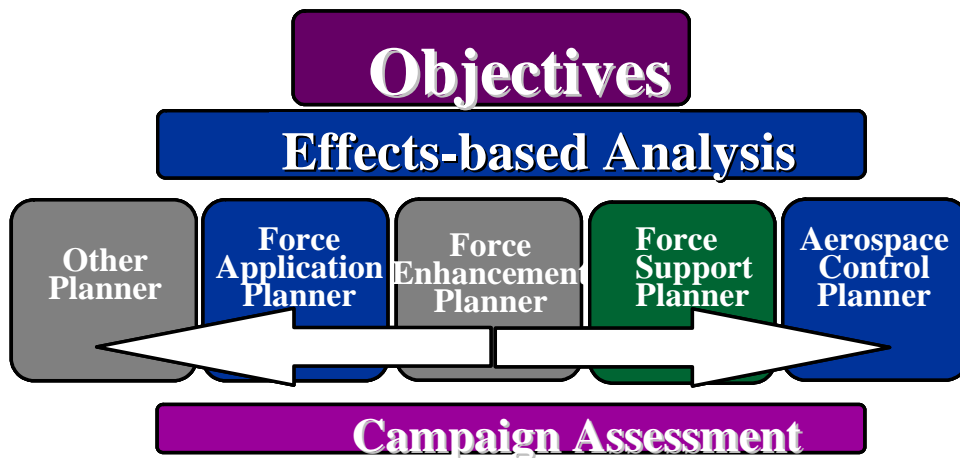 Objectives
Effects-based Analysis
Other
Planner
Force
Application
Planner
Force
Enhancement
Planner
Force
Support
Planner
Aerospace
Control
Planner
Campaign Assessment